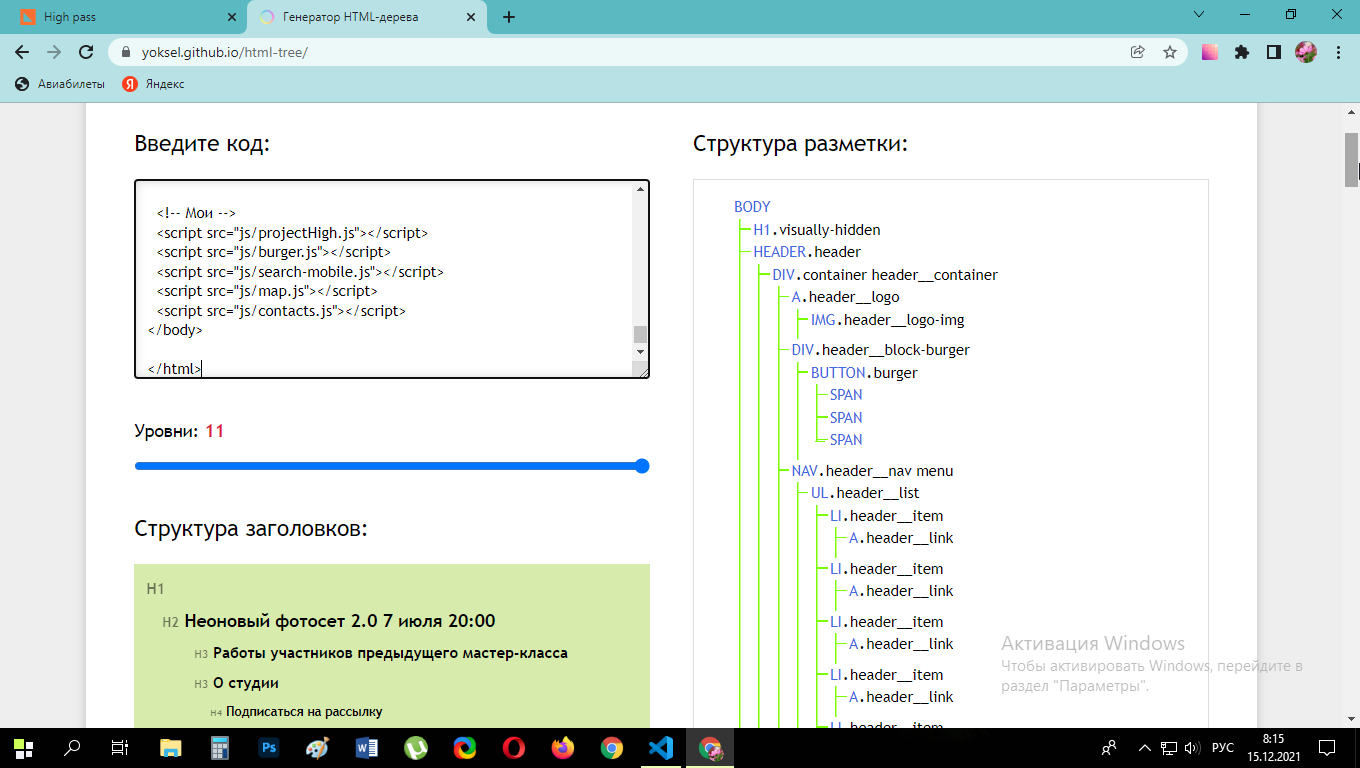 High pass
Генератор HTML-дерева
yoksel.github.io/html-tree/
Авиабилеты
Я Яндекс
Введите код:
<!-- Мои -->
<script src="js/projectHigh.js"></script>
<script src="js/burger.js"></script>
<script src="js/search-mobile.js"></script>
<script src="js/map.js"></script>
<script src="js/contacts.js"></script>
</body>
</html>
Уровни: 11
Структура заголовков:
H1
H2 Неоновый фотосет 2.0 7 июля 20:00
H3 Работы участников предыдущего мастер-класса
H3 О студии
H4 Подписаться на рассылку
Структура разметки:
BODY
H1.visually-hidden
HEADER.header
DIV.container header__container
A.header__logo
IMG.header__logo-img
DIV.header__block-burger
BUTTON.burger
SPAN
SPAN
SPAN
NAV.header__nav menu
UL.header__list
LI.header__item
A.header__link
LI.header__item
A.header__link
LI.header__item
A.header__link
LI.header__item
A.header__link
LI.header__item
Активация Windows
Чтобы активировать Windows, перейдите в
раздел "Параметры".
Ps
W
РУС
8:15
15.12.2021